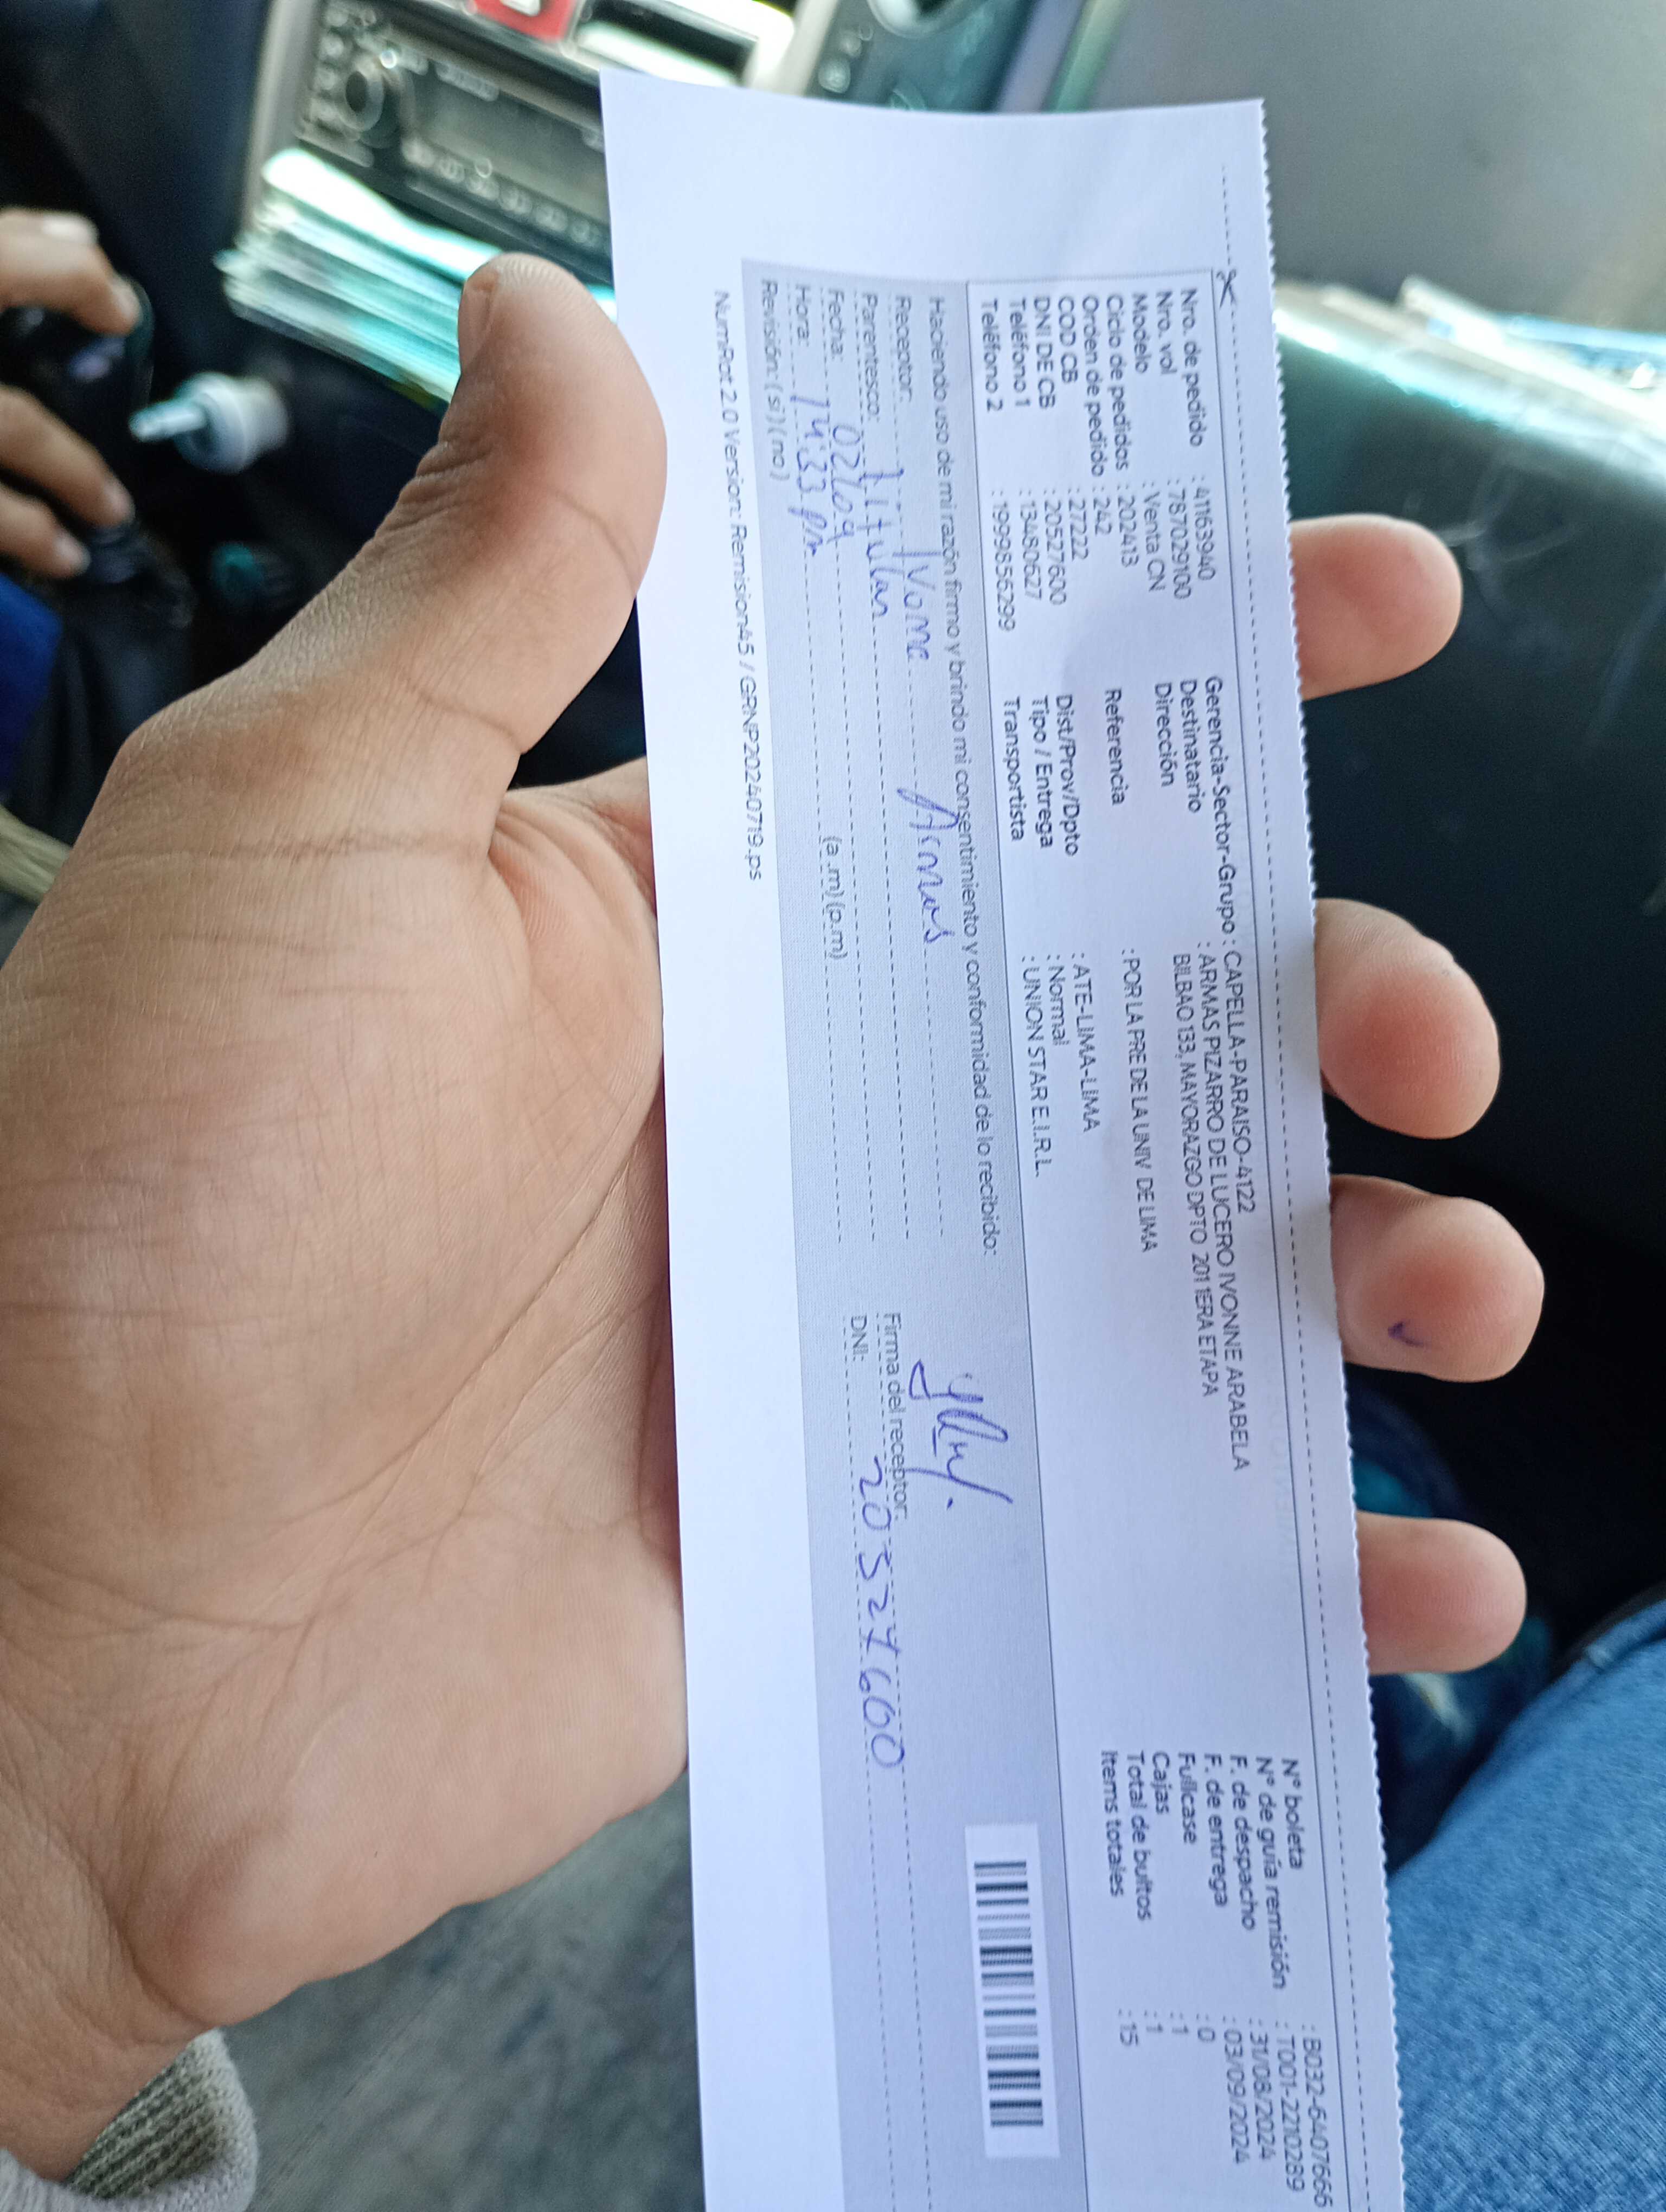 Nro. de pedido : 41163940
Nro. vol : 787029100
Modelo : Venta CN
Ciclo de pedidos : 202413
Orden de pedido : 242
COD CB : 27222
DNI DE CB : 20527600
Teléfono 1 : 13480627
Teléfono 2 : 1999856299
Gerencia-Sector-Grupo : CAPELLA-PARAISO-4122
Destinatario : ARMAS PIZARRO DE LUCERO IVONNE ARABELA
Dirección BILBAO 133, MAYORAZGO DPTO 201 1ERA ETAPA
Referencia : POR LA PRE DE LA UNIV DE LIMA
Dist/Prov/Dpto : ATE-LIMA-LIMA
Tipo / Entrega : Normal
Transportista : UNION STAR E.I.R.L.
N° boleta : B032-6407666
N° de guía remisión : T001-2210289
F. de despacho : 31/08/2024
F. de entrega : 03/09/2024
Fullcase : 0
Cajas : 1
Total de bultos : 1
Items totales : 15
Haciendo uso de mi razón firmo y brindo mi consentimiento y conformidad de lo recibido:
Receptor: Ivonne Armas
Parentesco: Titular
Fecha: 02/09
Hora: 14:33 pm (a .m) (p.m)
Revisión: ( si ) ( no )
Firma del receptor:
DNI: 20527600
NumRot 2.0 Version: Remision45 / GRNP20240719.ps